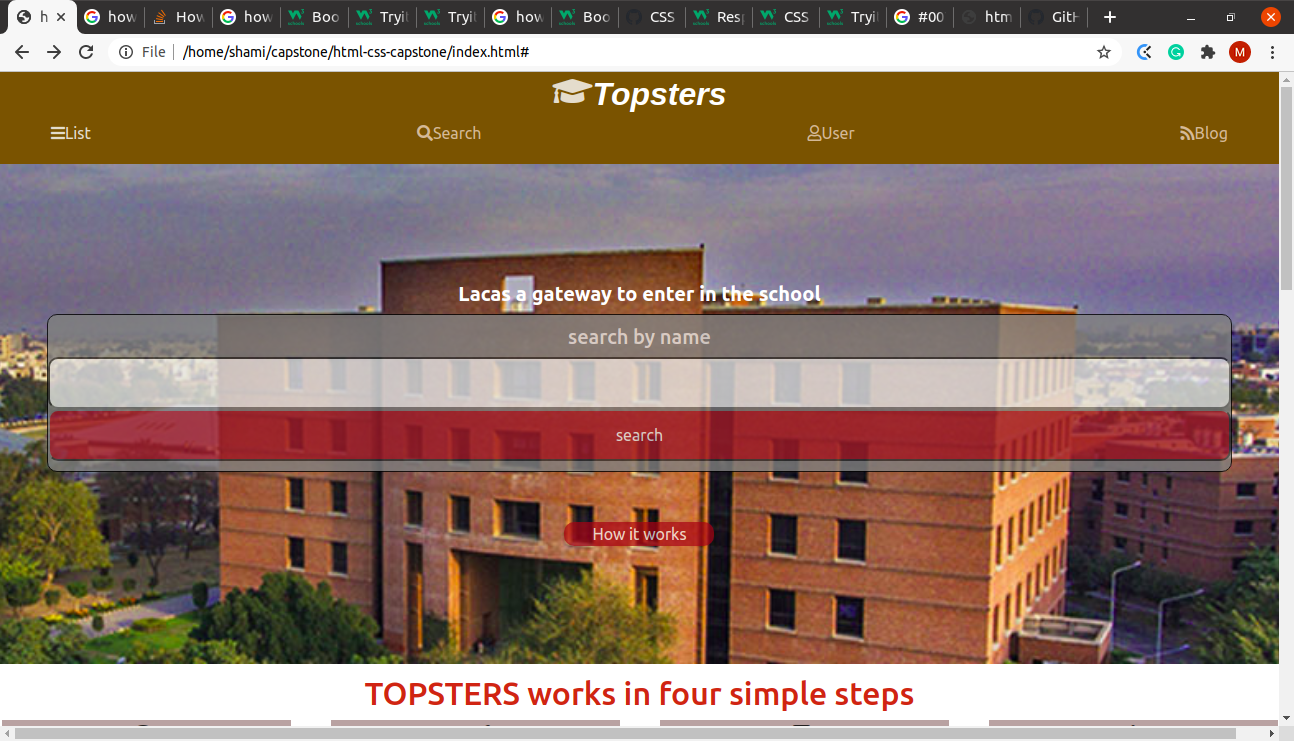 h
how
How
how
Boo
Tryi
Tryi
how
Boo
CSS
Resp
CSS
Tryi
#00
htm
GitH
File
/home/shami/capstone/html-css-capstone/index.html#
M
Topsters
List
Search
User
Blog
Lacas a gateway to enter in the school
search by name
search
How it works
TOPSTERS works in four simple steps